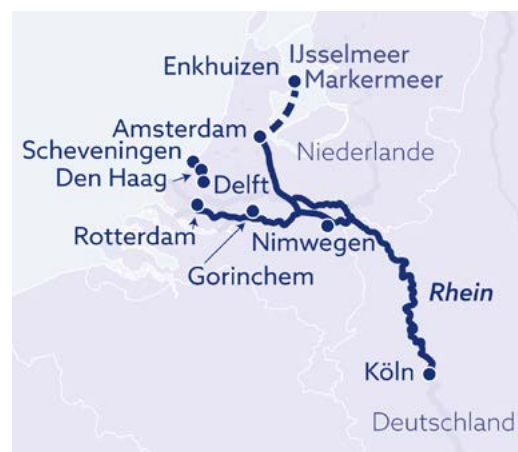 IJsselmeer
Enkhuizen
Markermeer
Amsterdam
Niederlande
Scheveningen
Den Haag
Delft
Rotterdam
Nimwegen
Gorinchem
Rhein
Köln
Deutschland